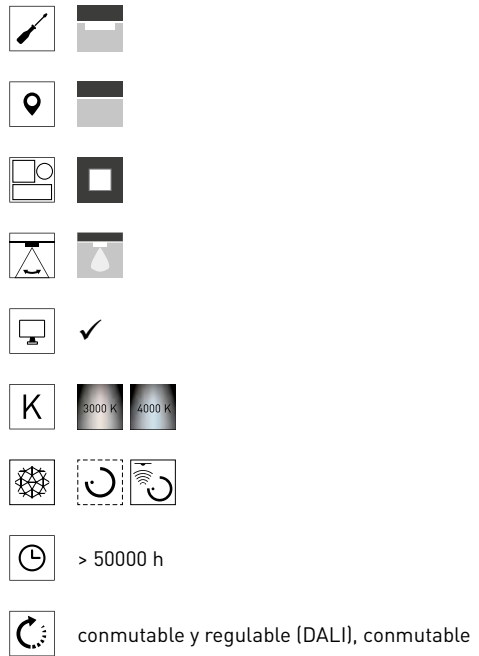 K 3000 K 4000 K
> 50000 h
conmutable y regulable (DALI), conmutable